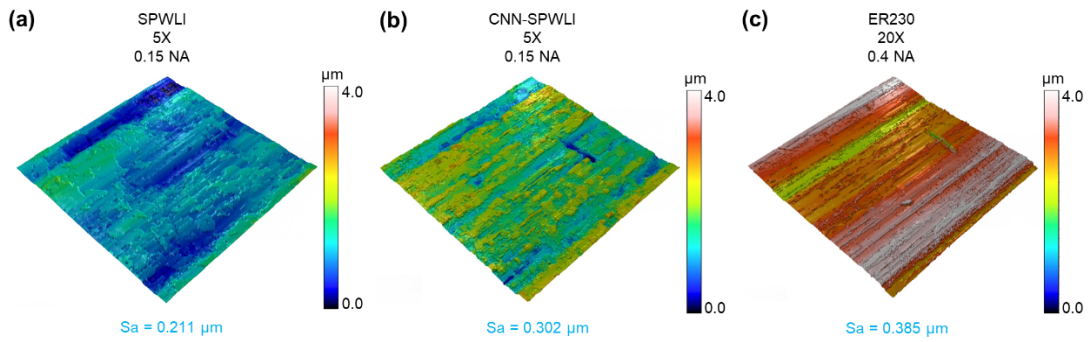 (a)
SPWLI
5X
0.15 NA
µm
4.0
0.0
Sa = 0.211 µm
(b)
CNN-SPWLI
5X
0.15 NA
µm
4.0
0.0
Sa = 0.302 µm
(c)
ER230
20X
0.4 NA
µm
4.0
0.0
Sa = 0.385 µm